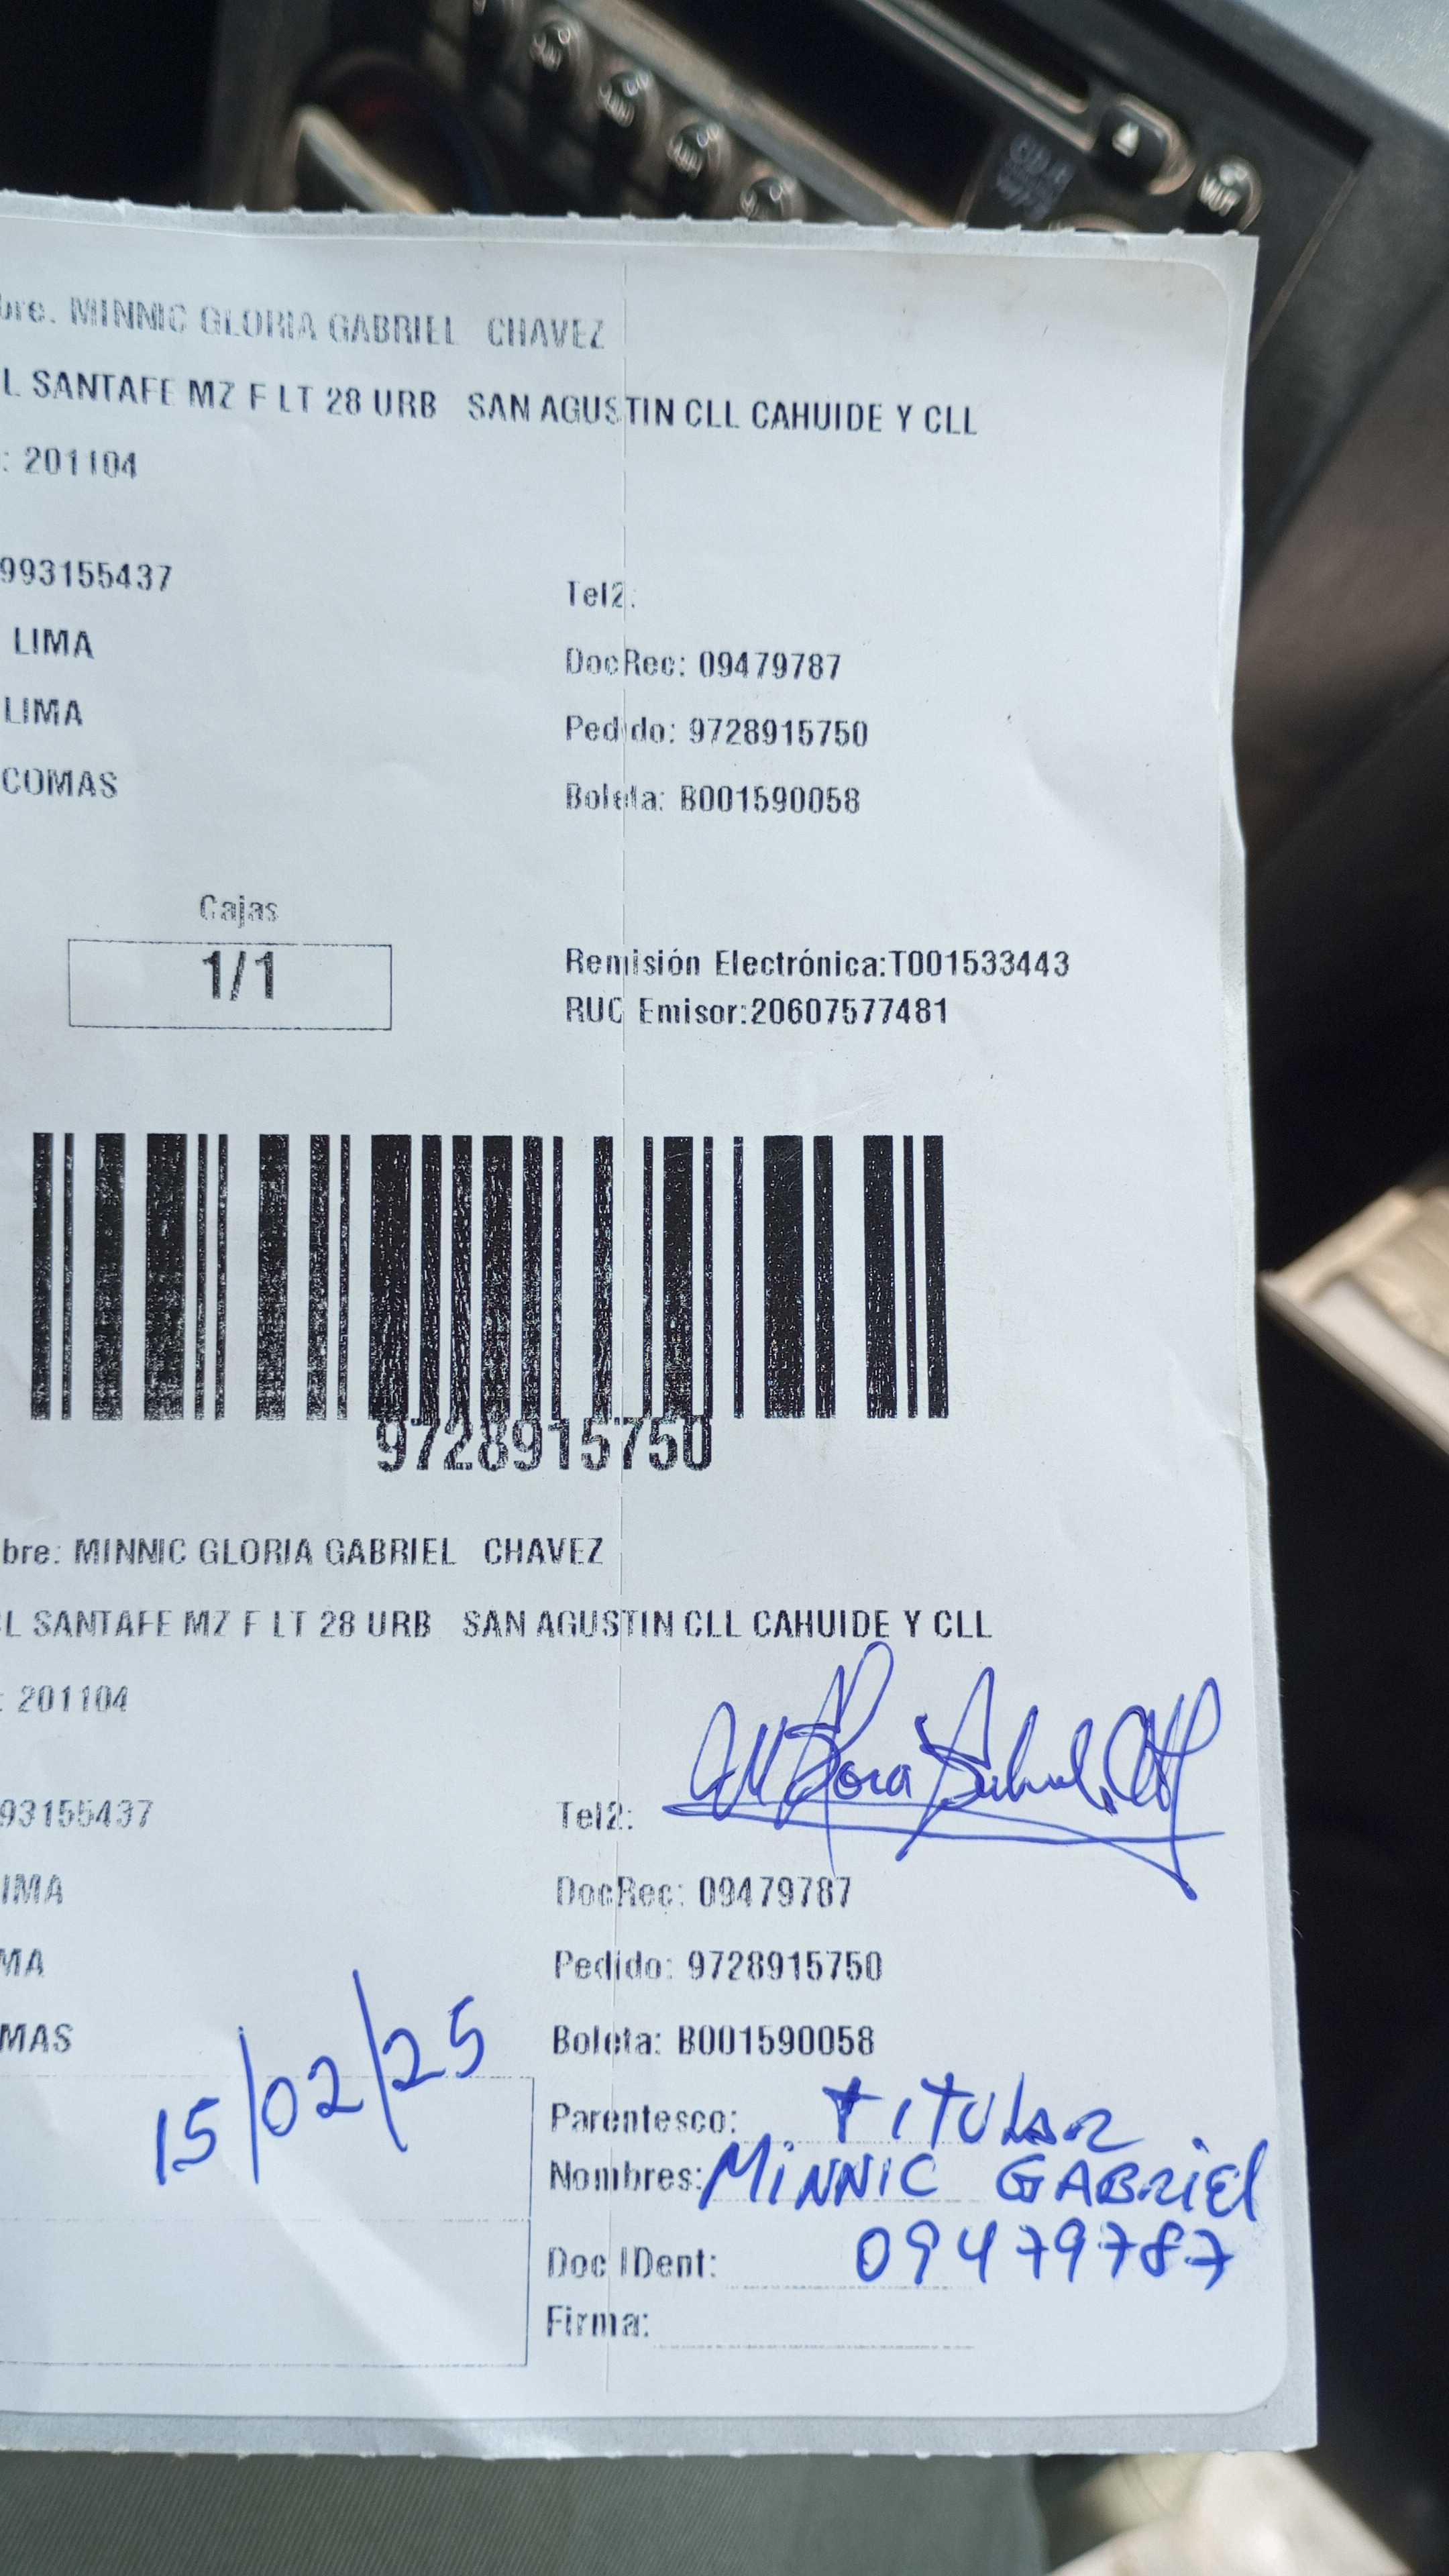 bre. MINNIC GLORIA GABRIEL CHAVEZ
L SANTAFE MZ F LT 28 URB SAN AGUSTIN CLL CAHUIDE Y CLL
: 201104
993155437
Tel2:
LIMA
DocRec: 09479787
LIMA
Pedido: 9728915750
COMAS
Boleta: B001590058
Cajas
1/1
Remisión Electrónica:T001533443
RUC Emisor:20607577481
9728915750
bre: MINNIC GLORIA GABRIEL CHAVEZ
CL SANTAFE MZ F LT 28 URB SAN AGUSTIN CLL CAHUIDE Y CLL
: 201104
93155437
Tel2:
IMA
DocRec: 09479787
MA
Pedido: 9728915750
MAS
Boleta: B001590058
15/02/25
Parentesco: TITULAR
Nombres: MINNIC GABRIEL
Doc IDent: 09479787
Firma: